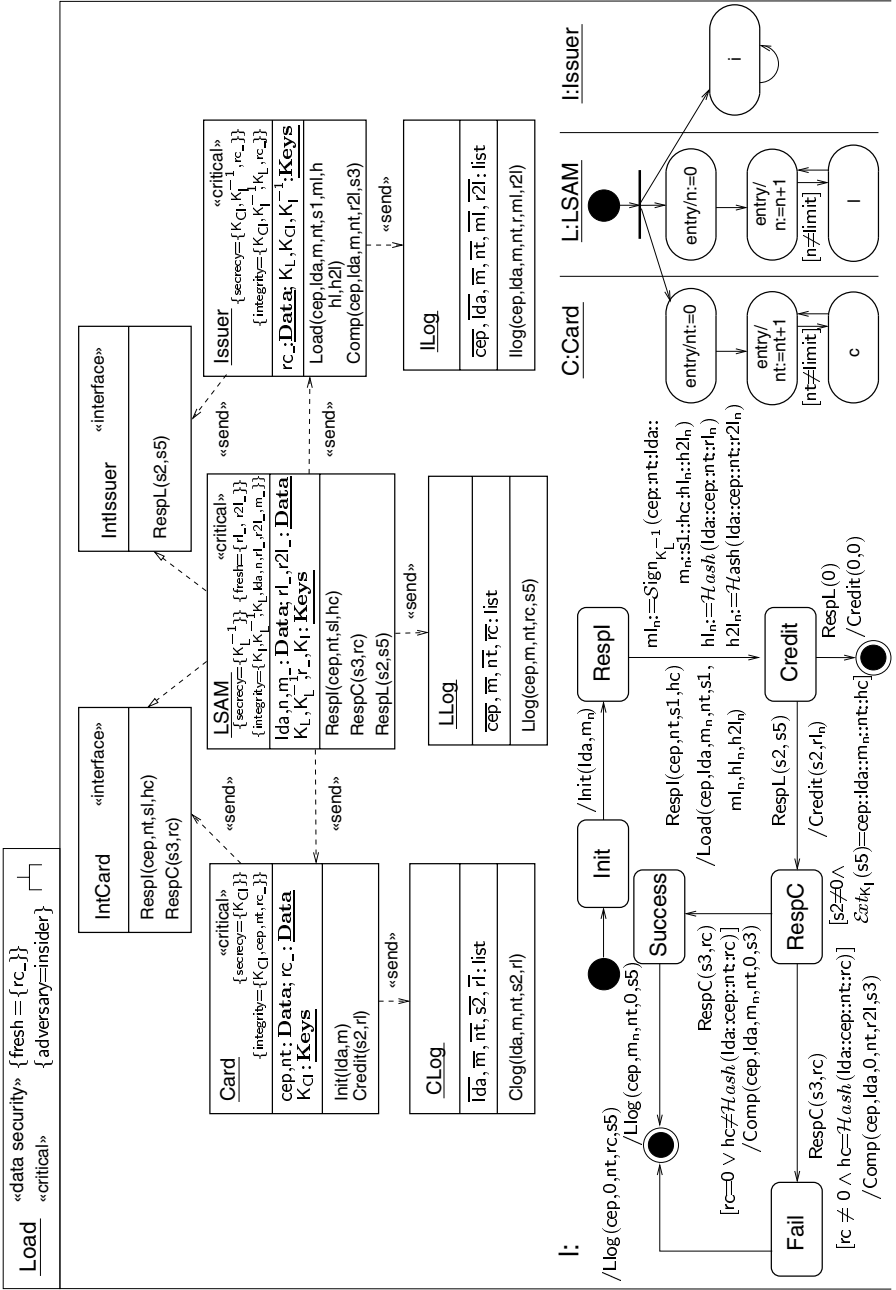 Load «data security» {fresh={rc_}}
«critical» {adversary=insider}
IntCard «interface»
RespI(cep,nt,sl,hc)
RespC(s3,rc)
IntIssuer «interface»
RespL(s2,s5)
«send»
«send»
Card «critical»
{secrecy={K_CI}}
{integrity={K_CI,cep,nt,rc_}}
cep,nt: Data; rc_: Data
K_CI: Keys
Init(lda,m)
Credit(s2,rl)
«send»
LSAM «critical»
{secrecy={K_L^{-1}}} {fresh={rl_, r2l_}}
{integrity={K_I,K_L^{-1},K_L,lda,n,rl_,r2l_,m_}}
lda,n,m_: Data; rl_,r2l_: Data
K_L,K_L^{-1},r_,K_I: Keys
RespI(cep,nt,sl,hc)
RespC(s3,rc)
RespL(s2,s5)
«send»
Issuer «critical»
{secrecy={K_CI,K_I^{-1},rc_}}
{integrity={K_CI,K_I^{-1},K_L,rc_}}
rc_: Data; K_L,K_CI,K_I^{-1}: Keys
Load(cep,lda,m,nt,s1,ml,h
hl,h2l)
Comp(cep,lda,m,nt,r2l,s3)
«send»
«send»
«send»
CLog
l̅d̅a̅, m̅, n̅t̅, s̅2̅, r̅l̅: list
Clog(lda,m,nt,s2,rl)
LLog
c̅e̅p̅, m̅, n̅t̅, r̅c̅: list
Llog(cep,m,nt,rc,s5)
ILog
c̅e̅p̅, l̅d̅a̅, m̅, n̅t̅, m̅l̅, r̅2̅l̅: list
Ilog(cep,lda,m,nt,r,ml,r2l)
l:
Init
/Init(lda,m_n)
RespI
RespI(cep,nt,s1,hc)
/Load(cep,lda,m_n,nt,s1,
ml_n,hl_n,h2l_n)
ml_n:=Sign_{K_L^{-1}}(cep::nt::lda::
m_n::s1::hc::hl_n::h2l_n)
hl_n:=Hash(lda::cep::nt::rl_n)
h2l_n:=Hash(lda::cep::nt::r2l_n)
Credit
RespL(0)
/Credit(0,0)
RespL(s2,s5)
/Credit(s2,rl_n)
[s2≠0∧
Ext_{K_I}(s5)=cep::lda::m_n::nt::hc]
RespC
Success
RespC(s3,rc)
[rc=0 ∨ hc≠Hash(lda::cep::nt::rc)]
/Comp(cep,lda,m_n,nt,0,s3)
/Llog(cep,m_n,nt,0,s5)
RespC(s3,rc)
[rc ≠ 0 ∧ hc=Hash(lda::cep::nt::rc)]
/Comp(cep,lda,0,nt,r2l,s3)
Fail
/Llog(cep,0,nt,rc,s5)
C:Card
entry/nt:=0
entry/
nt:=nt+1
[nt≠limit]
c
L:LSAM
entry/n:=0
entry/
n:=n+1
[n≠limit]
l
I:Issuer
i